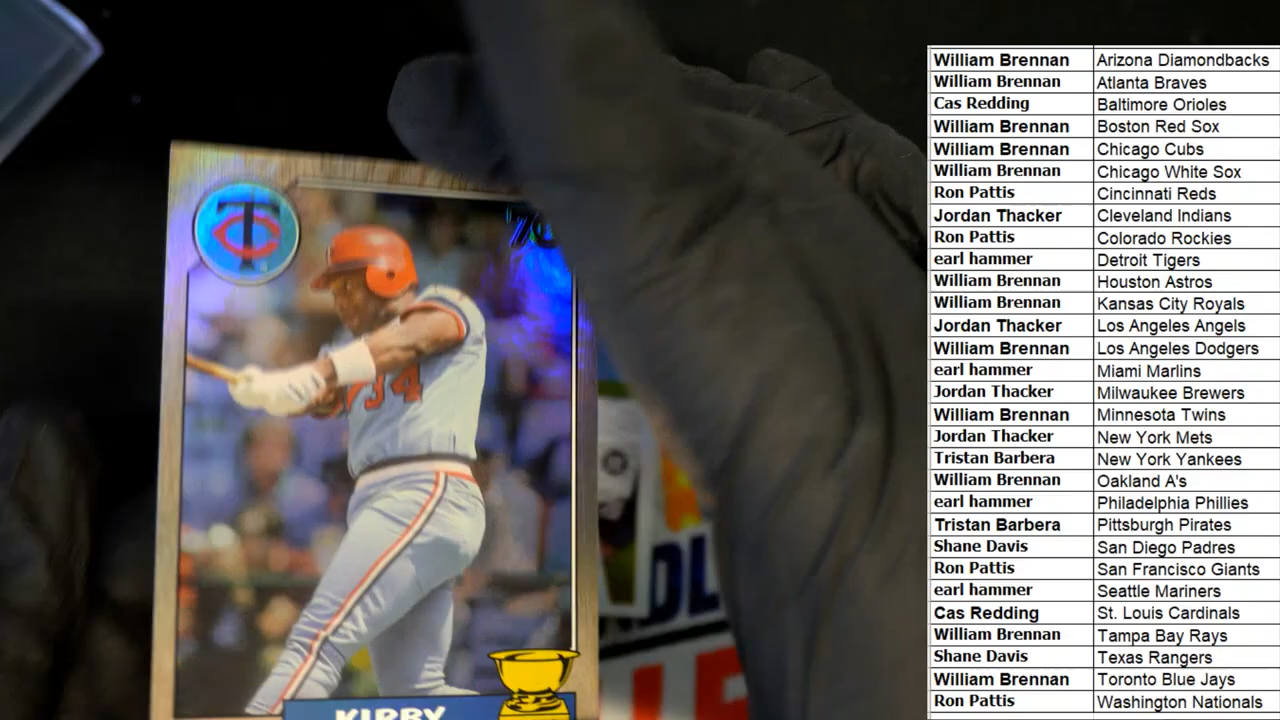 TC
70
34
KIRBY
William Brennan Arizona Diamondbacks
William Brennan Atlanta Braves
Cas Redding Baltimore Orioles
William Brennan Boston Red Sox
William Brennan Chicago Cubs
William Brennan Chicago White Sox
Ron Pattis Cincinnati Reds
Jordan Thacker Cleveland Indians
Ron Pattis Colorado Rockies
earl hammer Detroit Tigers
William Brennan Houston Astros
William Brennan Kansas City Royals
Jordan Thacker Los Angeles Angels
William Brennan Los Angeles Dodgers
earl hammer Miami Marlins
Jordan Thacker Milwaukee Brewers
William Brennan Minnesota Twins
Jordan Thacker New York Mets
Tristan Barbera New York Yankees
William Brennan Oakland A's
earl hammer Philadelphia Phillies
Tristan Barbera Pittsburgh Pirates
Shane Davis San Diego Padres
Ron Pattis San Francisco Giants
earl hammer Seattle Mariners
Cas Redding St. Louis Cardinals
William Brennan Tampa Bay Rays
Shane Davis Texas Rangers
William Brennan Toronto Blue Jays
Ron Pattis Washington Nationals